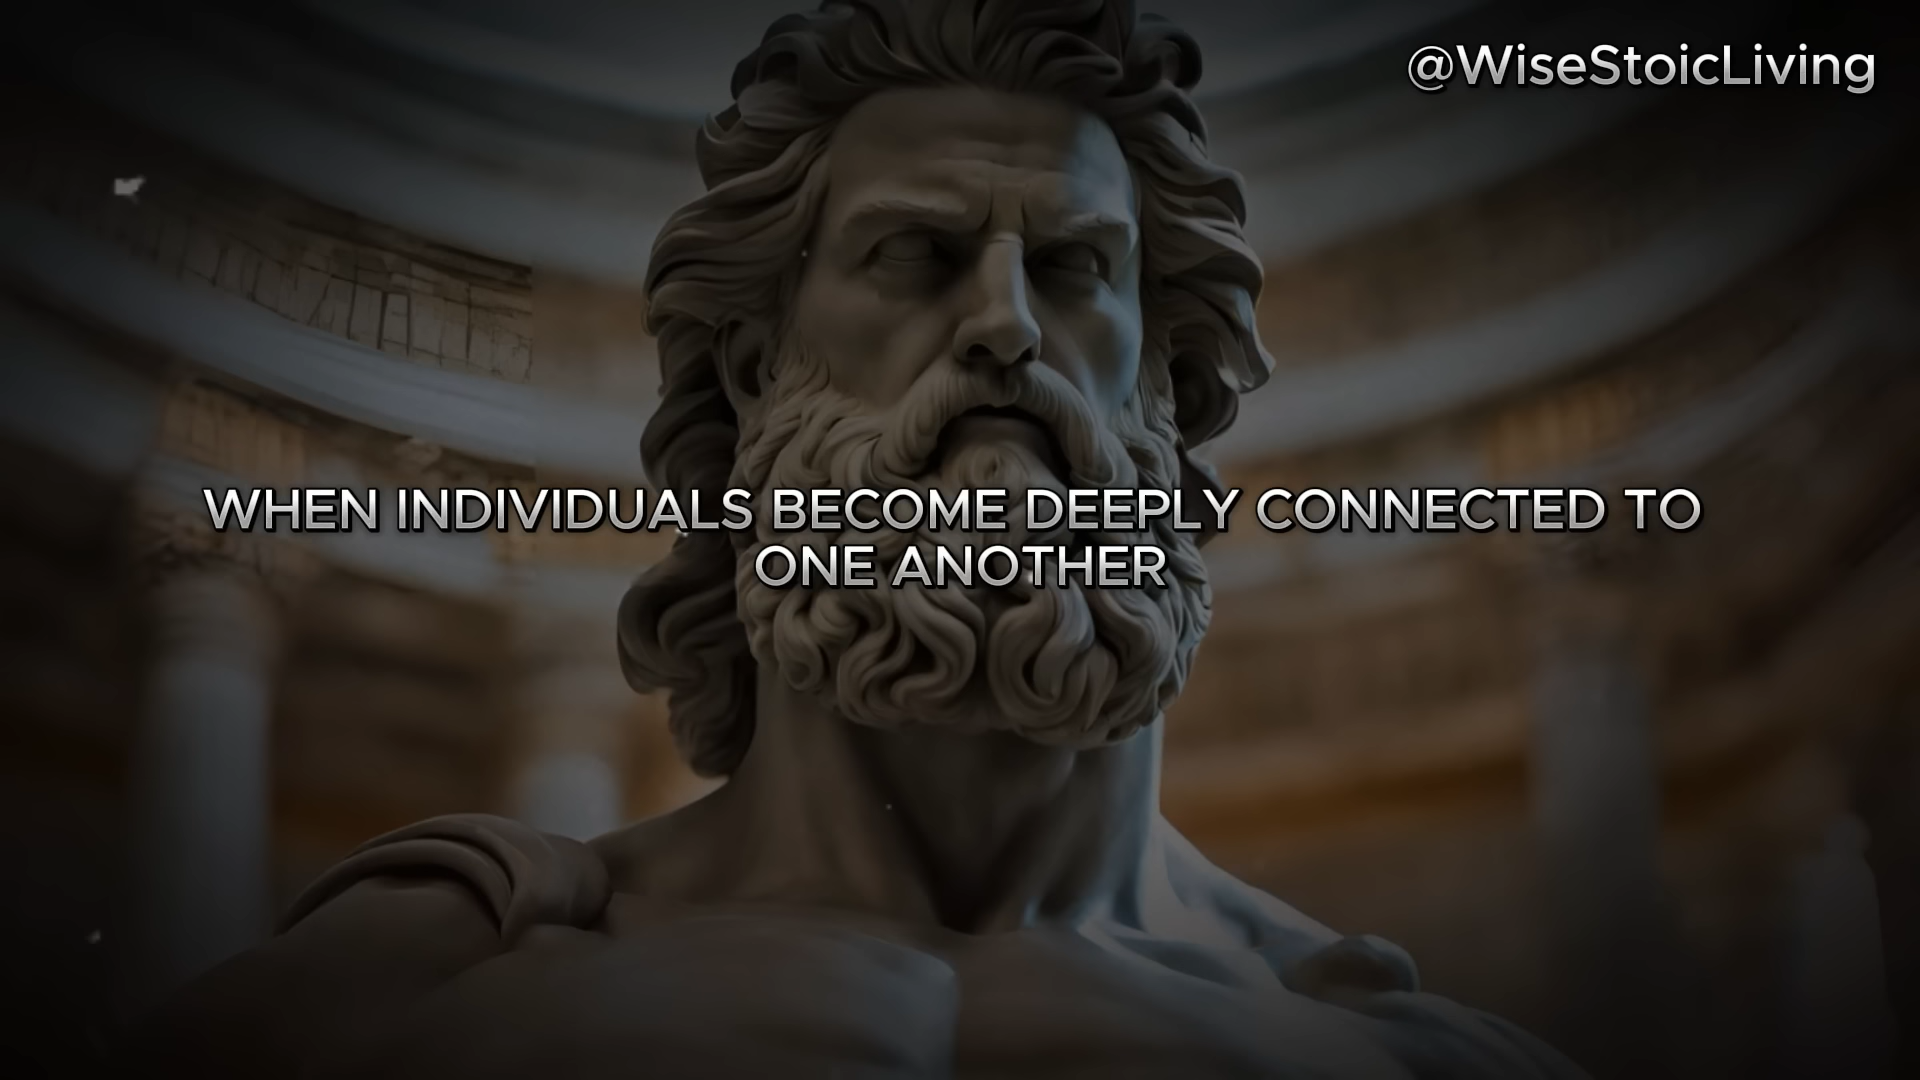 @WiseStoicLiving
WHEN INDIVIDUALS BECOME DEEPLY CONNECTED TO
ONE ANOTHER